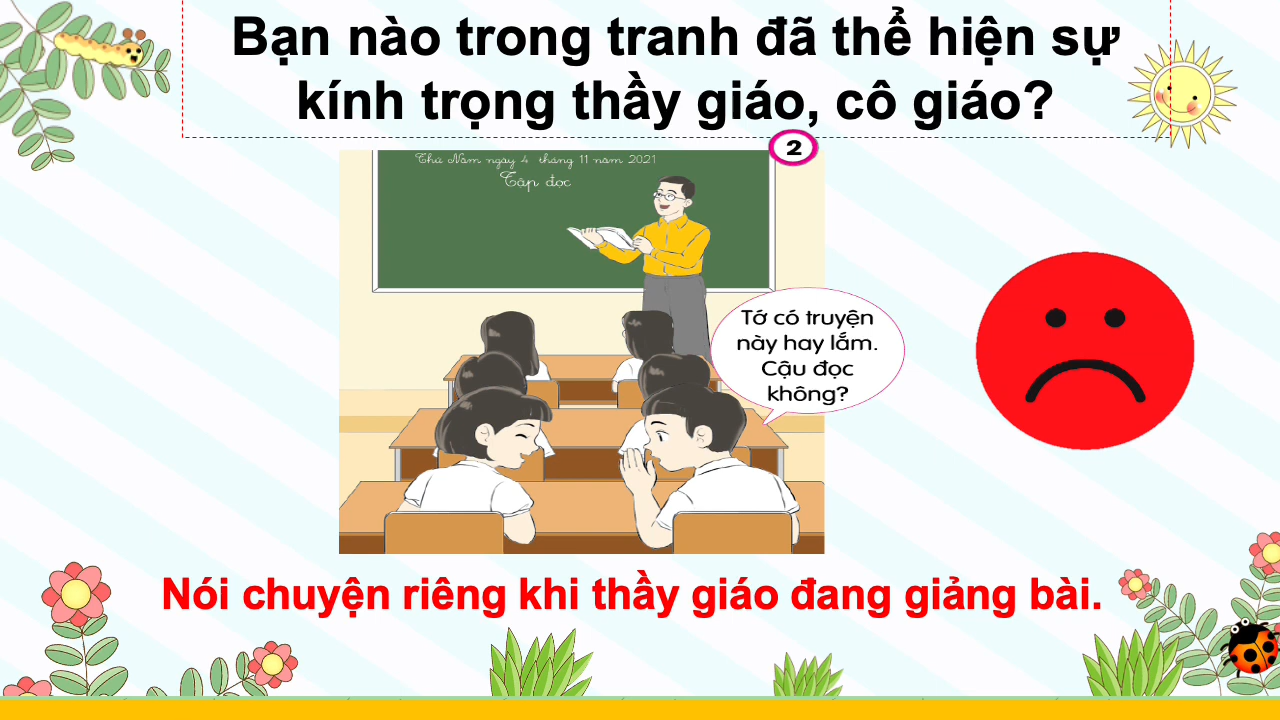 Bạn nào trong tranh đã thể hiện sự
kính trọng thầy giáo, cô giáo?
2
Thứ Năm ngày 4 tháng 11 năm 2021
Tập đọc
Tớ có truyện
này hay lắm.
Cậu đọc
không?
Nói chuyện riêng khi thầy giáo đang giảng bài.